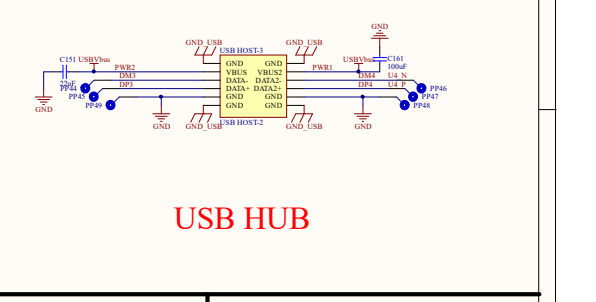 GND
GND_USB USB HOST-3 GND_USB
C151 USBVbus GND GND USBVbus C161
PWR2 VBUS VBUS2 PWR1 100uF
22uF DM3 DATA- DATA2- DM4 U4_N
PP44 PP46
DP3 DATA+ DATA2+ DP4 U4_P
PP45 GND GND PP47
PP49 GND GND PP48
GND GND GND
GND_USB USB HOST-2 GND_USB
USB HUB